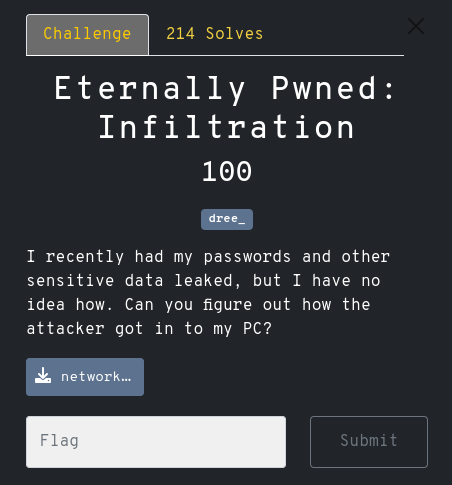 Challenge
214 Solves
Eternally Pwned:
Infiltration
100
dree_
I recently had my passwords and other
sensitive data leaked, but I have no
idea how. Can you figure out how the
attacker got in to my PC?
network…
Flag
Submit